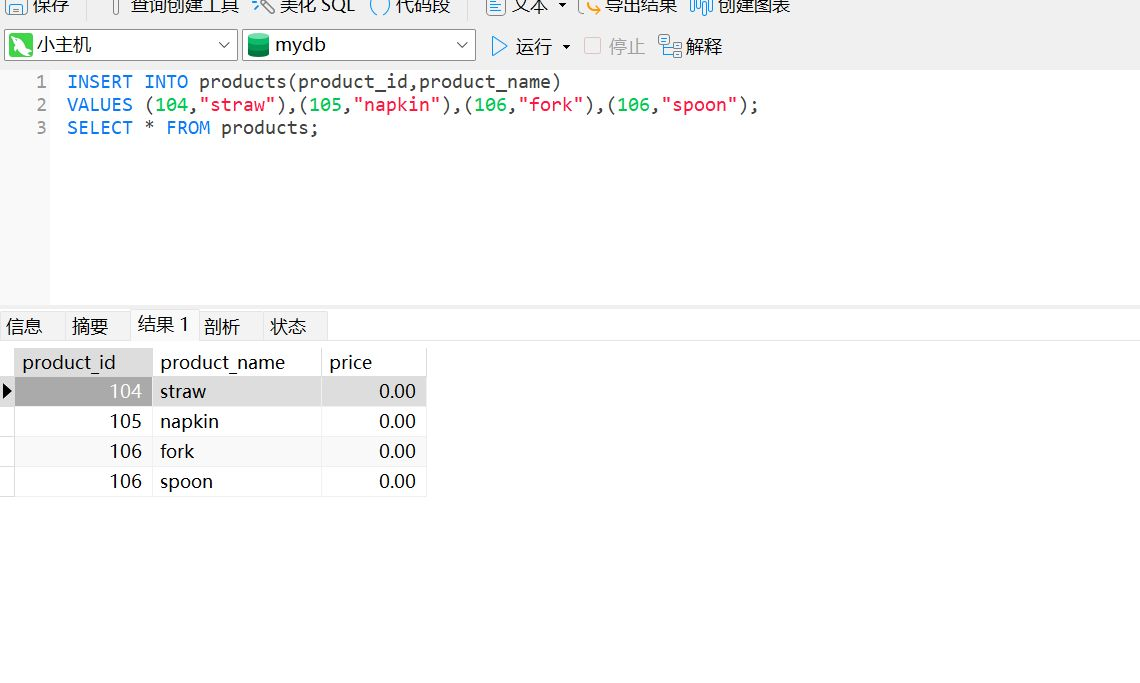 保存 查询创建工具 美化 SQL 代码段 文本 导出结果 创建图表
小主机 mydb 运行 停止 解释
1 INSERT INTO products(product_id,product_name)
2 VALUES (104,"straw"),(105,"napkin"),(106,"fork"),(106,"spoon");
3 SELECT * FROM products;
信息 摘要 结果 1 剖析 状态
product_id product_name price
104 straw 0.00
105 napkin 0.00
106 fork 0.00
106 spoon 0.00